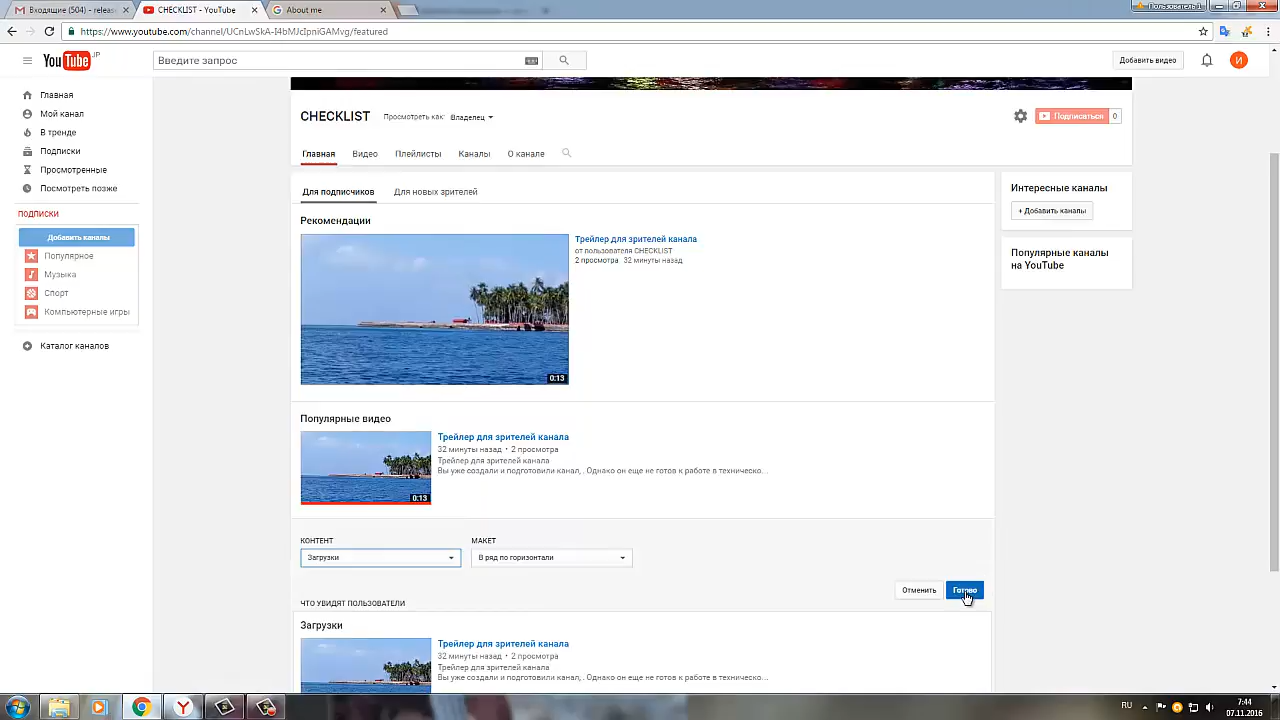 Входящие (504) - releas
CHECKLIST - YouTube
About me
Пользователь 1
https://www.youtube.com/channel/UCnLwSkA-I4bMJcIpniGAMvg/featured
YouTube JP
Введите запрос
Добавить видео
И
Главная
Мой канал
В тренде
Подписки
Просмотренные
Посмотреть позже
ПОДПИСКИ
Добавить каналы
Популярное
Музыка
Спорт
Компьютерные игры
Каталог каналов
CHECKLIST
Просмотреть как:
Владелец
Подписаться
0
Главная
Видео
Плейлисты
Каналы
О канале
Для подписчиков
Для новых зрителей
Рекомендации
Трейлер для зрителей канала
от пользователя CHECKLIST
2 просмотра 32 минуты назад
0:13
Популярные видео
Трейлер для зрителей канала
32 минуты назад • 2 просмотра
Трейлер для зрителей канала
Вы уже создали и подготовили канал, . Однако он еще не готов к работе в техническо...
0:13
КОНТЕНТ
МАКЕТ
Загрузки
В ряд по горизонтали
Отменить
Готово
ЧТО УВИДЯТ ПОЛЬЗОВАТЕЛИ
Загрузки
Трейлер для зрителей канала
32 минуты назад • 2 просмотра
Трейлер для зрителей канала
Вы уже создали и подготовили канал, . Однако он еще не готов к работе в техническо...
Интересные каналы
+ Добавить каналы
Популярные каналы
на YouTube
RU
7:44
07.11.2016